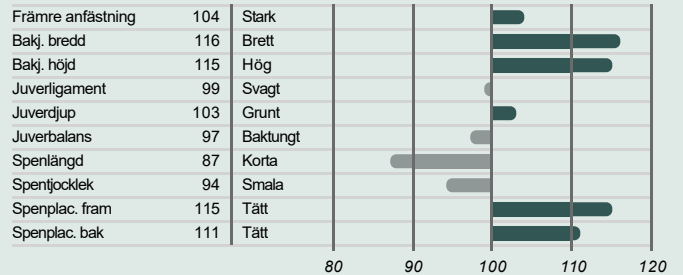 Främre anfästning 104 Stark
Bakj. bredd 116 Brett
Bakj. höjd 115 Hög
Juverligament 99 Svagt
Juverdjup 103 Grunt
Juverbalans 97 Baktungt
Spenlängd 87 Korta
Spentjocklek 94 Smala
Spenplac. fram 115 Tätt
Spenplac. bak 111 Tätt
80 90 100 110 120